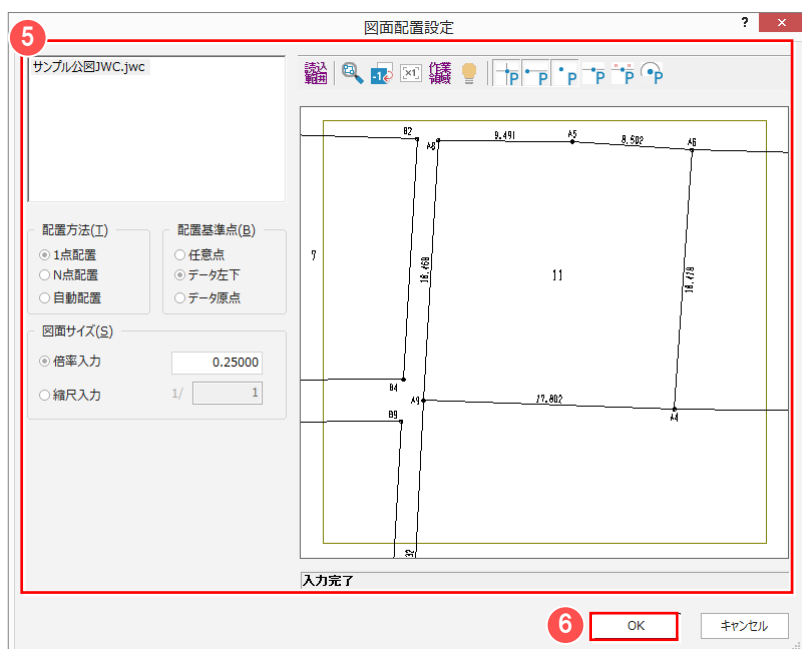 図面配置設定
?
×
5
サンプル公図JWC.jwc
読込
範囲
-1
×1
作業
領域
P
P
P
P
P
P
配置方法(T)
1点配置
N点配置
自動配置
配置基準点(B)
任意点
データ左下
データ原点
図面サイズ(S)
倍率入力
0.25000
縮尺入力
1/
1
B2
A8
9.491
A5
8.502
A6
7
18.468
11
18.478
B4
A9
17.802
A4
B9
32
入力完了
6
OK
キャンセル